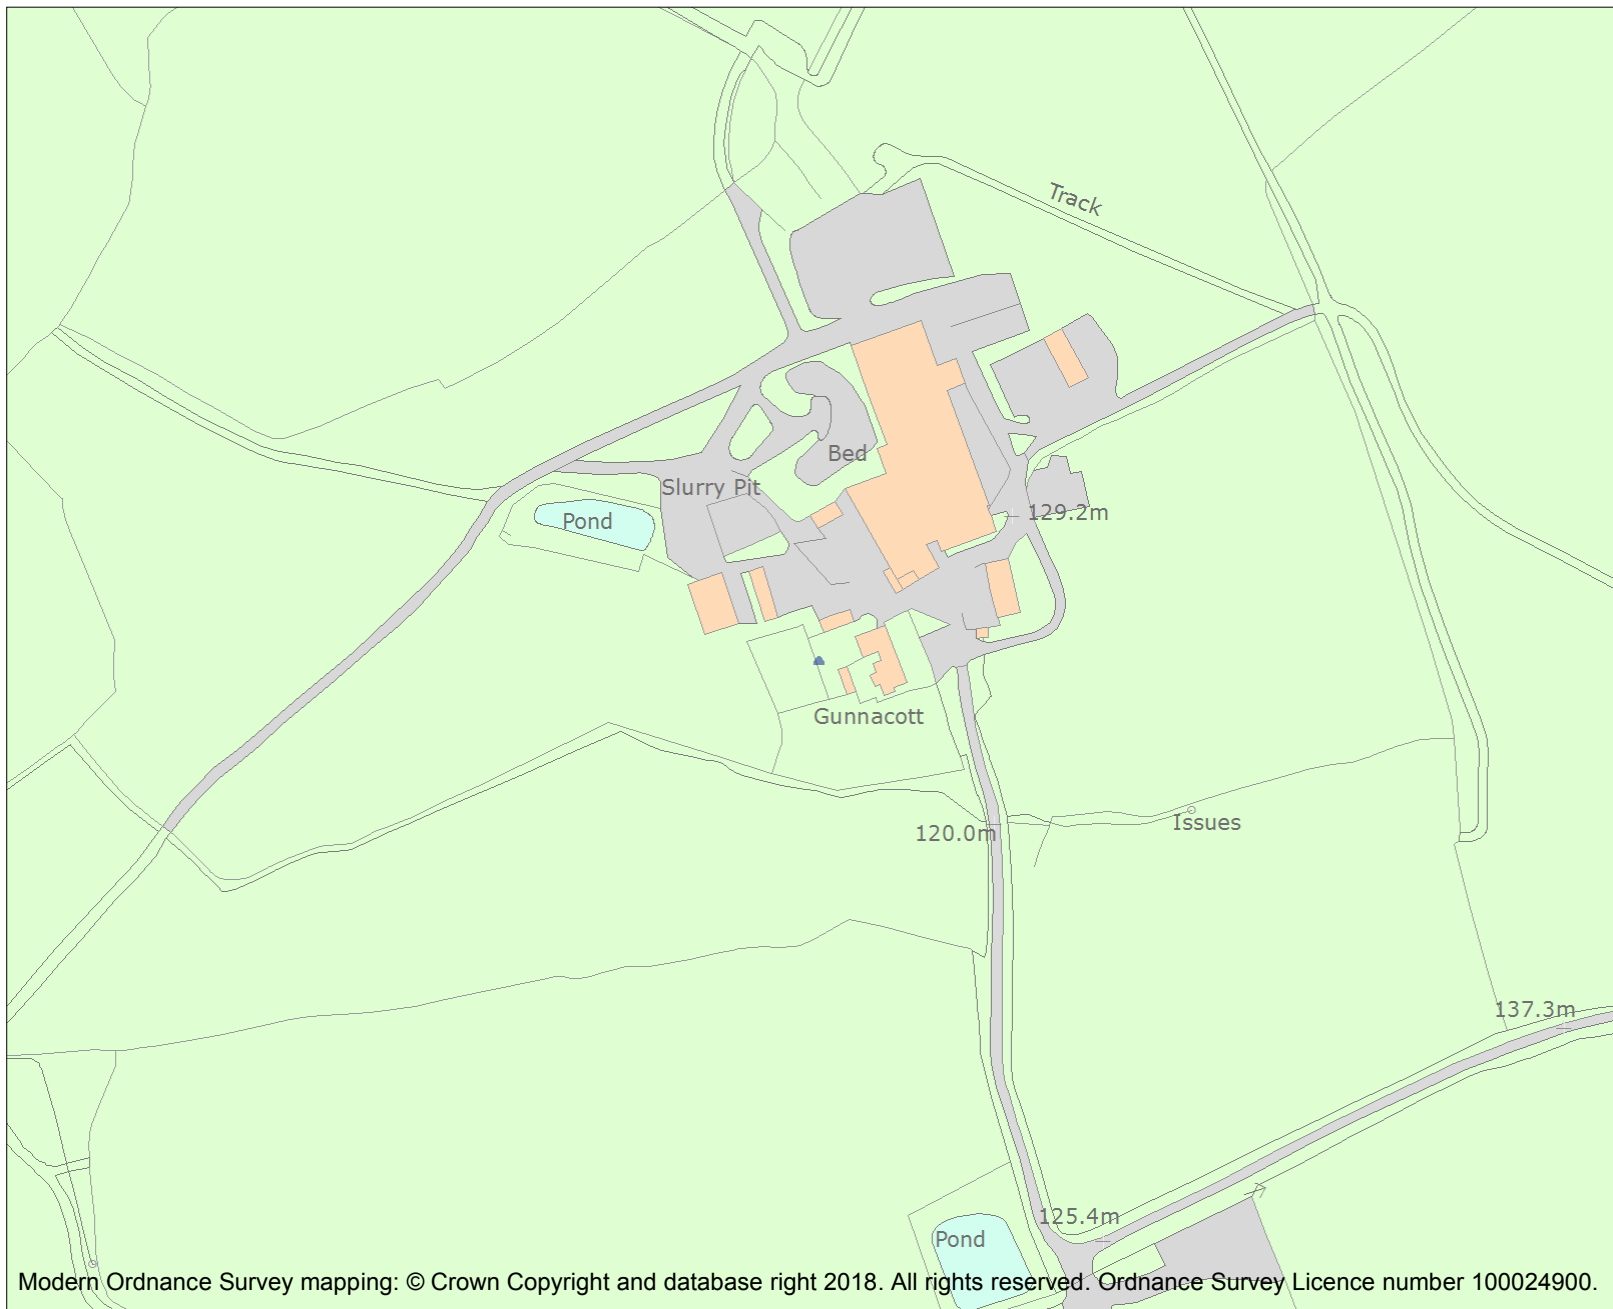 Track
Bed
Slurry Pit
Pond
129.2m
Gunnacott
120.0m
Issues
137.3m
125.4m
Pond
Modern Ordnance Survey mapping: © Crown Copyright and database right 2018. All rights reserved. Ordnance Survey Licence number 100024900.